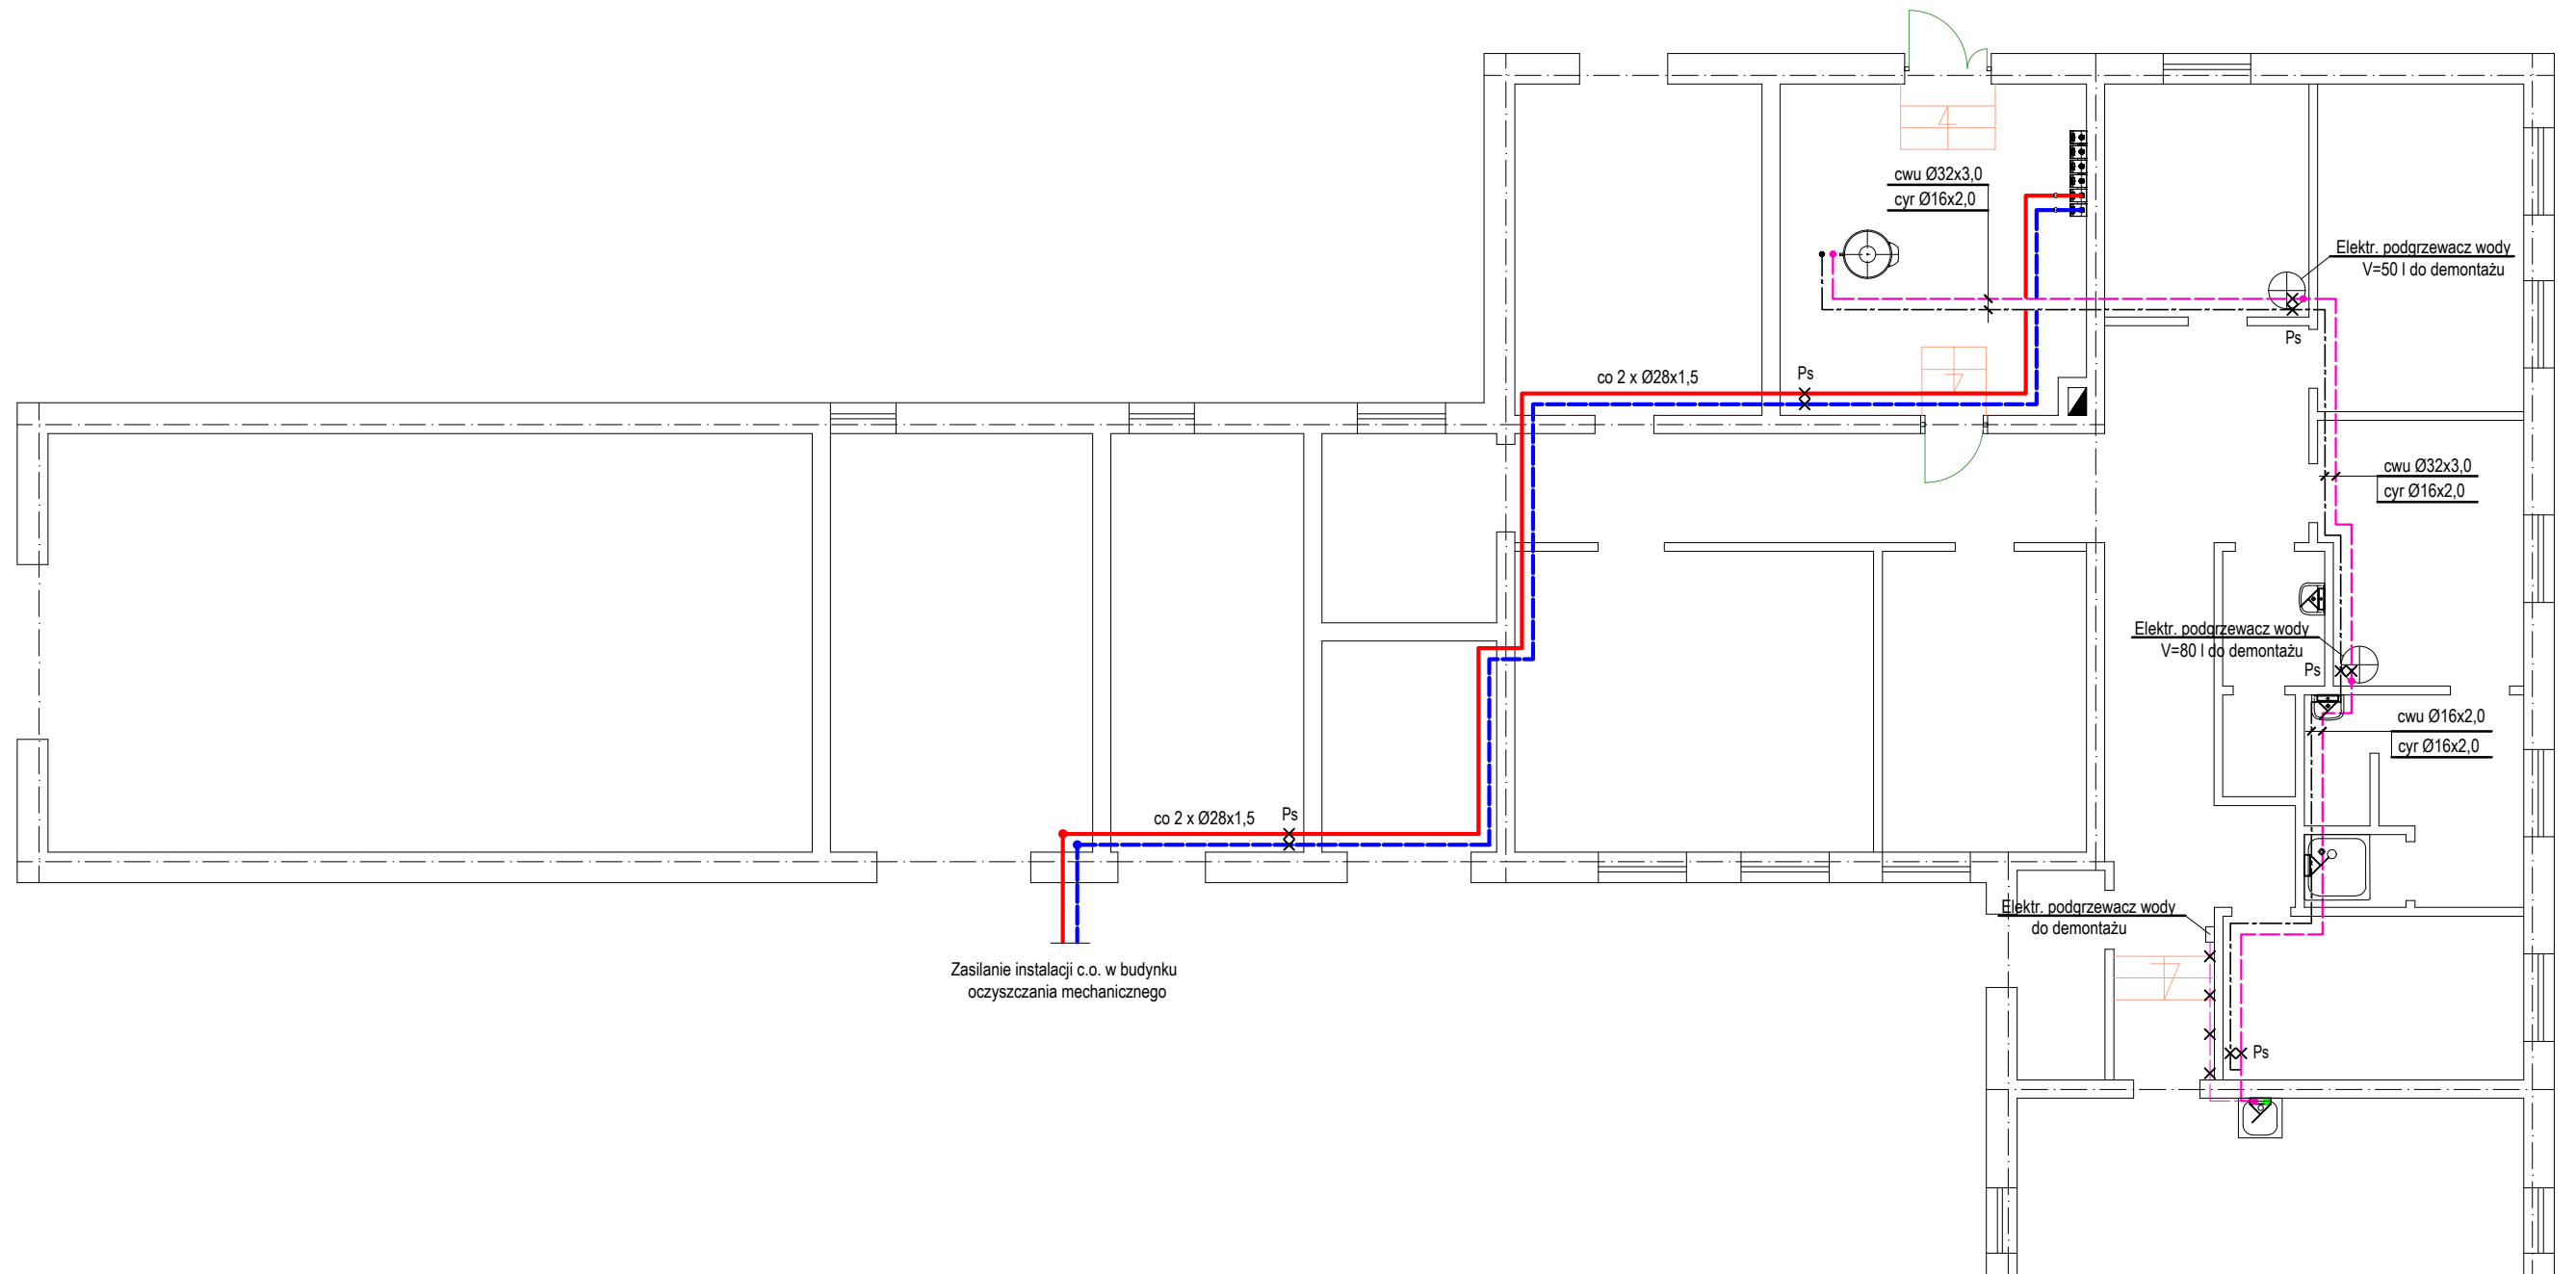 cwu Ø32x3,0
cyr Ø16x2,0
Elektr. podgrzewacz wody
V=50 l do demontażu
Ps
co 2 x Ø28x1,5
Ps
cwu Ø32x3,0
cyr Ø16x2,0
Elektr. podgrzewacz wody
V=80 l do demontażu
Ps
cwu Ø16x2,0
cyr Ø16x2,0
co 2 x Ø28x1,5
Ps
Elektr. podgrzewacz wody
do demontażu
Zasilanie instalacji c.o. w budynku
oczyszczania mechanicznego
Ps